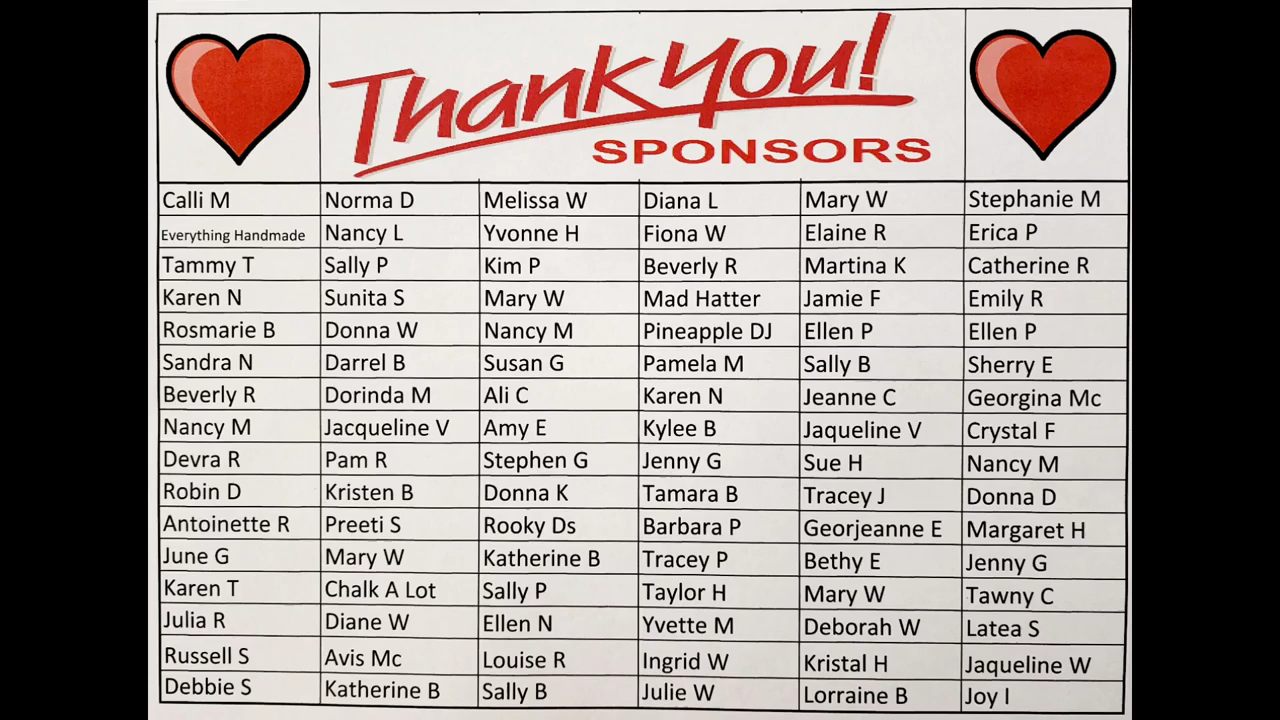 Thank You!
SPONSORS
Calli M Norma D Melissa W Diana L Mary W Stephanie M
Everything Handmade Nancy L Yvonne H Fiona W Elaine R Erica P
Tammy T Sally P Kim P Beverly R Martina K Catherine R
Karen N Sunita S Mary W Mad Hatter Jamie F Emily R
Rosmarie B Donna W Nancy M Pineapple DJ Ellen P Ellen P
Sandra N Darrel B Susan G Pamela M Sally B Sherry E
Beverly R Dorinda M Ali C Karen N Jeanne C Georgina Mc
Nancy M Jacqueline V Amy E Kylee B Jaqueline V Crystal F
Devra R Pam R Stephen G Jenny G Sue H Nancy M
Robin D Kristen B Donna K Tamara B Tracey J Donna D
Antoinette R Preeti S Rooky Ds Barbara P Georjeanne E Margaret H
June G Mary W Katherine B Tracey P Bethy E Jenny G
Karen T Chalk A Lot Sally P Taylor H Mary W Tawny C
Julia R Diane W Ellen N Yvette M Deborah W Latea S
Russell S Avis Mc Louise R Ingrid W Kristal H Jaqueline W
Debbie S Katherine B Sally B Julie W Lorraine B Joy I